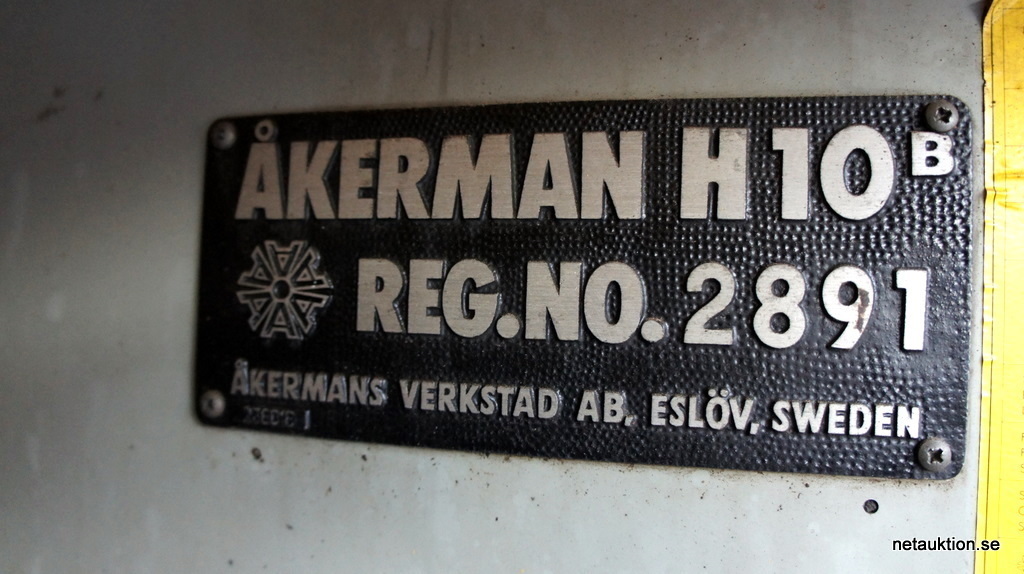 ÅKERMAN H10B
REG.NO. 2891
ÅKERMANS VERKSTAD AB, ESLÖV, SWEDEN
netauktion.se